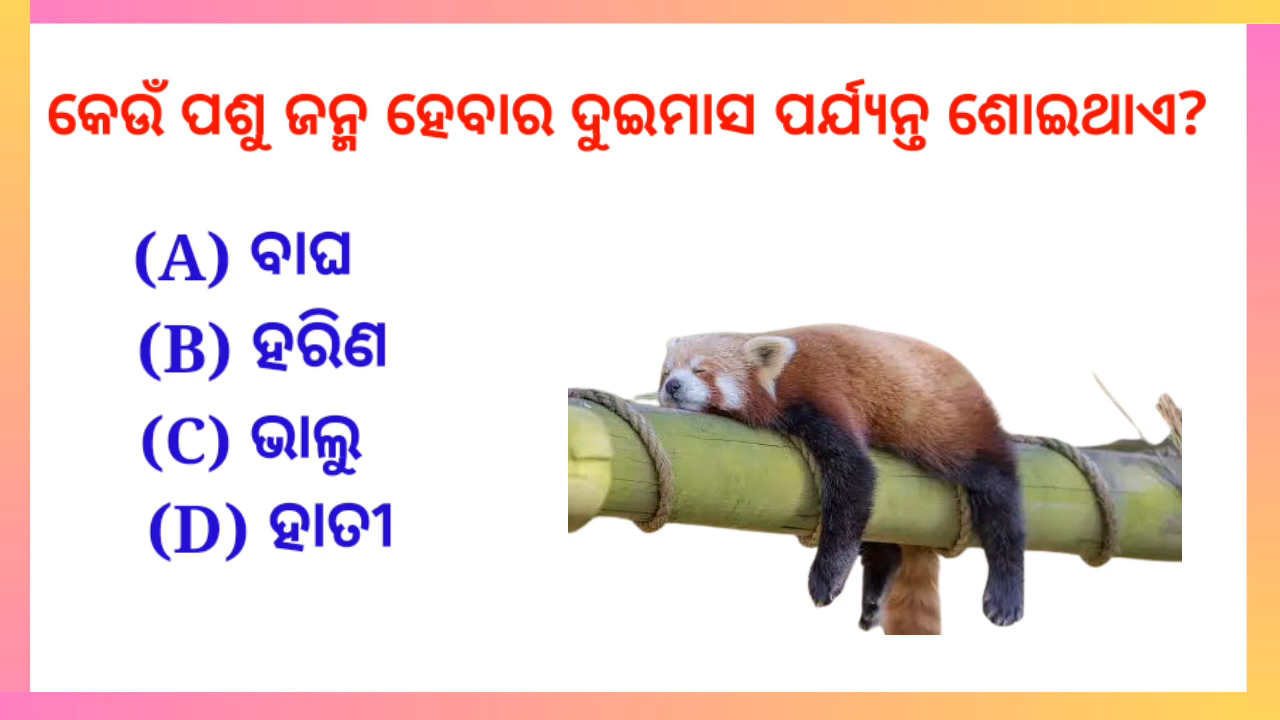 କେଉଁ ପଶୁ ଜନ୍ମ ହେବାର ଦୁଇମାସ ପର୍ଯ୍ୟନ୍ତ ଶୋଇଥାଏ?
(A) ବାଘ
(B) ହରିଣ
(C) ଭାଲୁ
(D) ହାତୀ